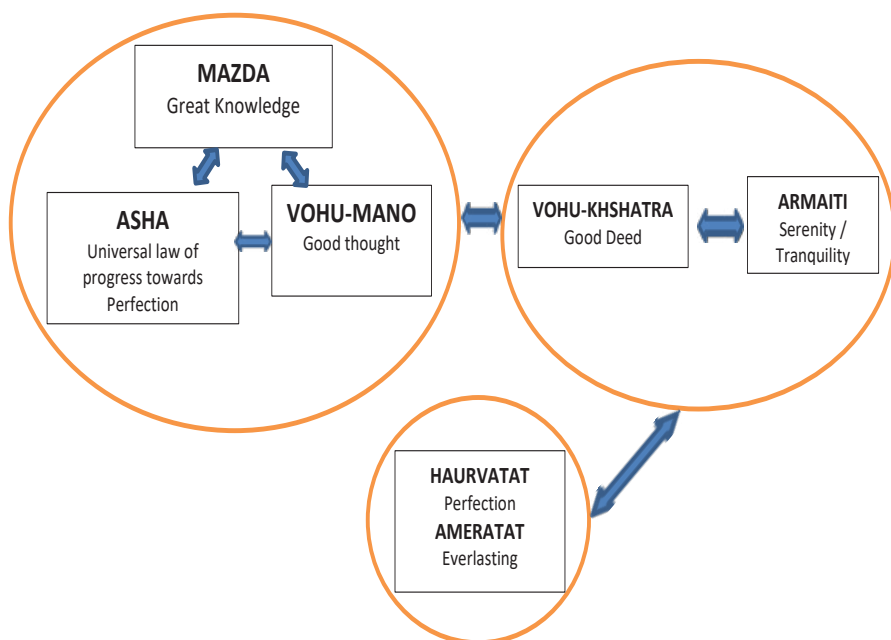 MAZDA
Great Knowledge
ASHA
Universal law of
progress towards
Perfection
VOHU-MANO
Good thought
VOHU-KHSHATRA
Good Deed
ARMAITI
Serenity /
Tranquility
HAURVATAT
Perfection
AMERATAT
Everlasting